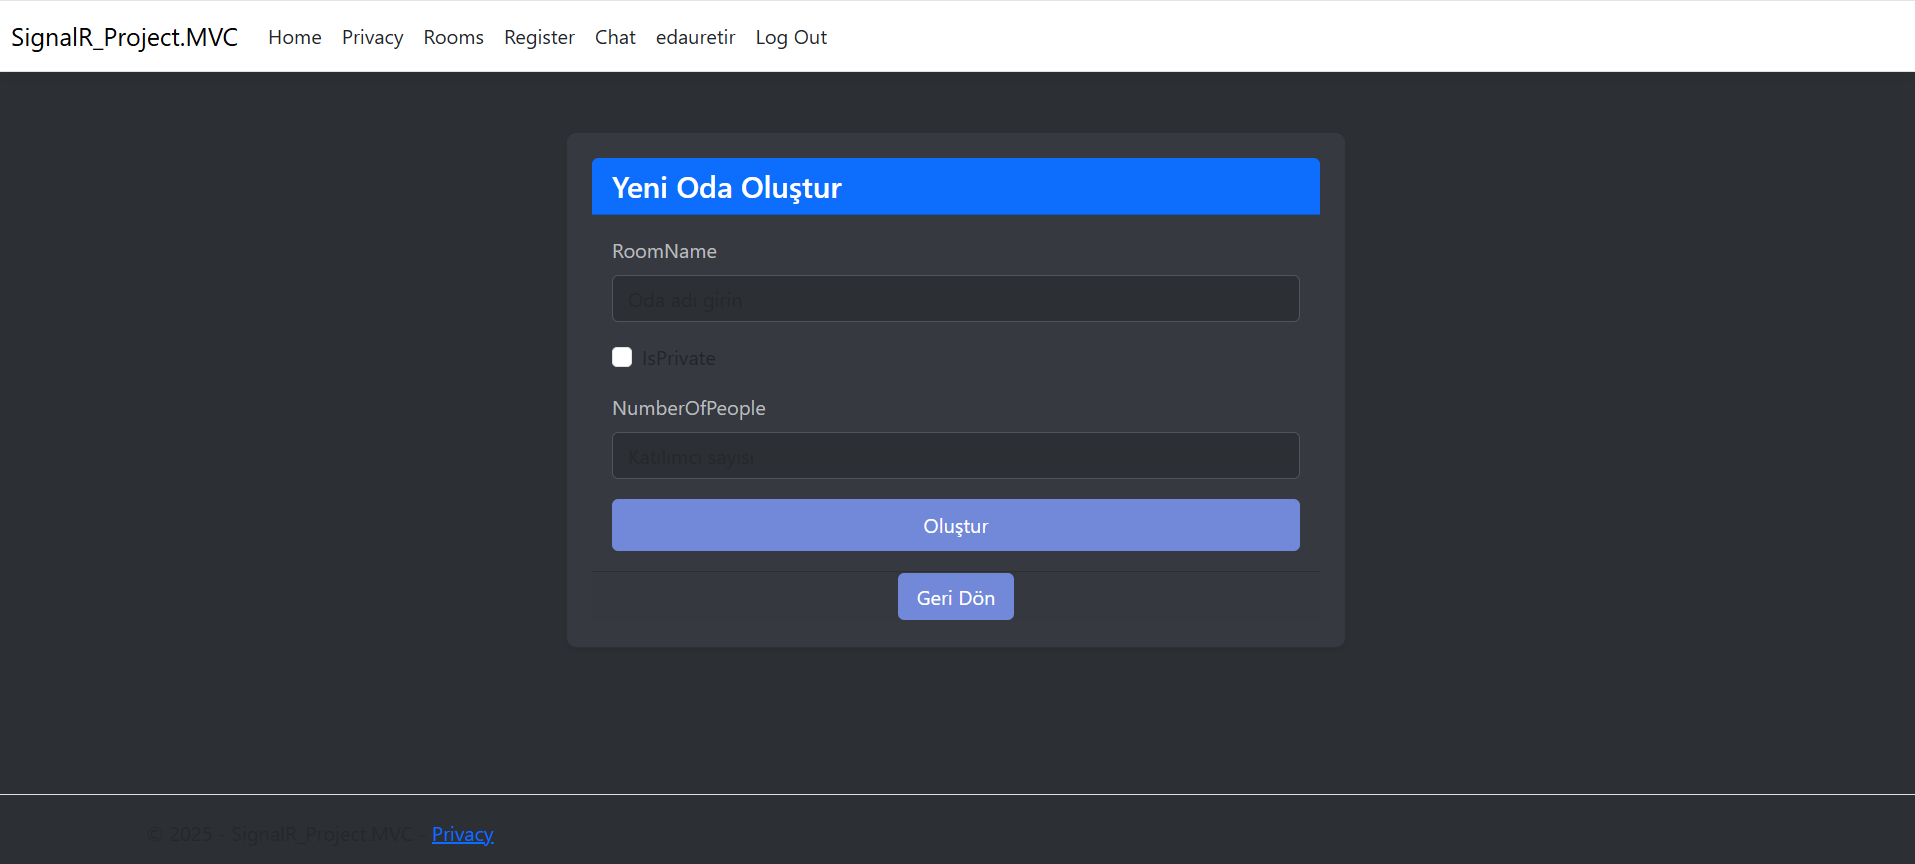 SignalR_Project.MVC Home Privacy Rooms Register Chat edauretir Log Out
Yeni Oda Oluştur
RoomName
Oda adı girin
IsPrivate
NumberOfPeople
Katılımcı sayısı
Oluştur
Geri Dön
© 2025 - SignalR_Project.MVC - Privacy